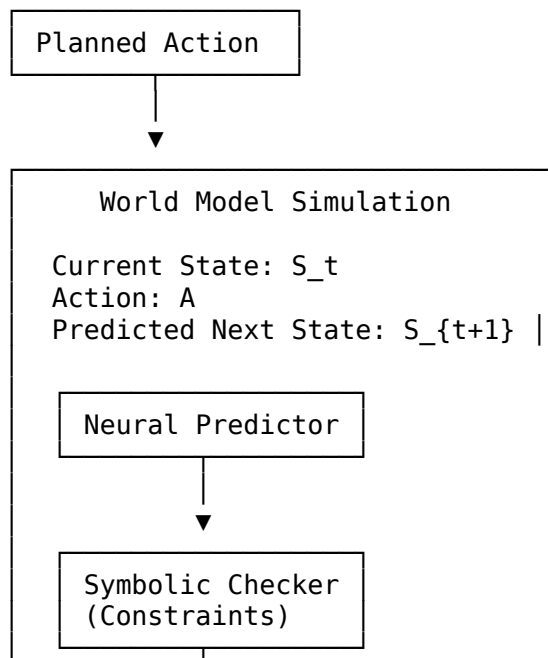 Planned Action
World Model Simulation
Current State: S_t
Action: A
Predicted Next State: S_{t+1} |
Neural Predictor
Symbolic Checker
(Constraints)